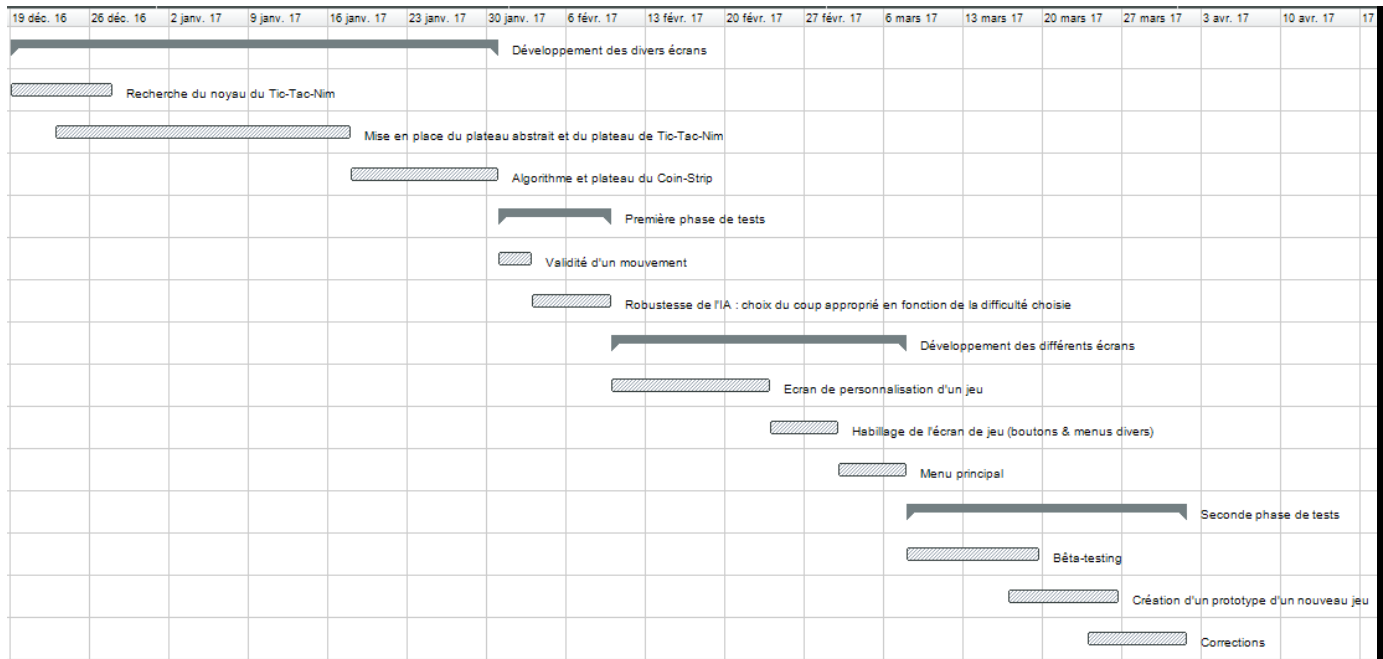 19 déc. 16 26 déc. 16 2 janv. 17 9 janv. 17 16 janv. 17 23 janv. 17 30 janv. 17 6 févr. 17 13 févr. 17 20 févr. 17 27 févr. 17 6 mars 17 13 mars 17 20 mars 17 27 mars 17 3 avr. 17 10 avr. 17 17
Développement des divers écrans
Recherche du noyau du Tic-Tac-Nim
Mise en place du plateau abstrait et du plateau de Tic-Tac-Nim
Algorithme et plateau du Coin-Strip
Première phase de tests
Validité d'un mouvement
Robustesse de l'IA : choix du coup approprié en fonction de la difficulté choisie
Développement des différents écrans
Ecran de personnalisation d'un jeu
Habillage de l'écran de jeu (boutons & menus divers)
Menu principal
Seconde phase de tests
Bêta-testing
Création d'un prototype d'un nouveau jeu
Corrections